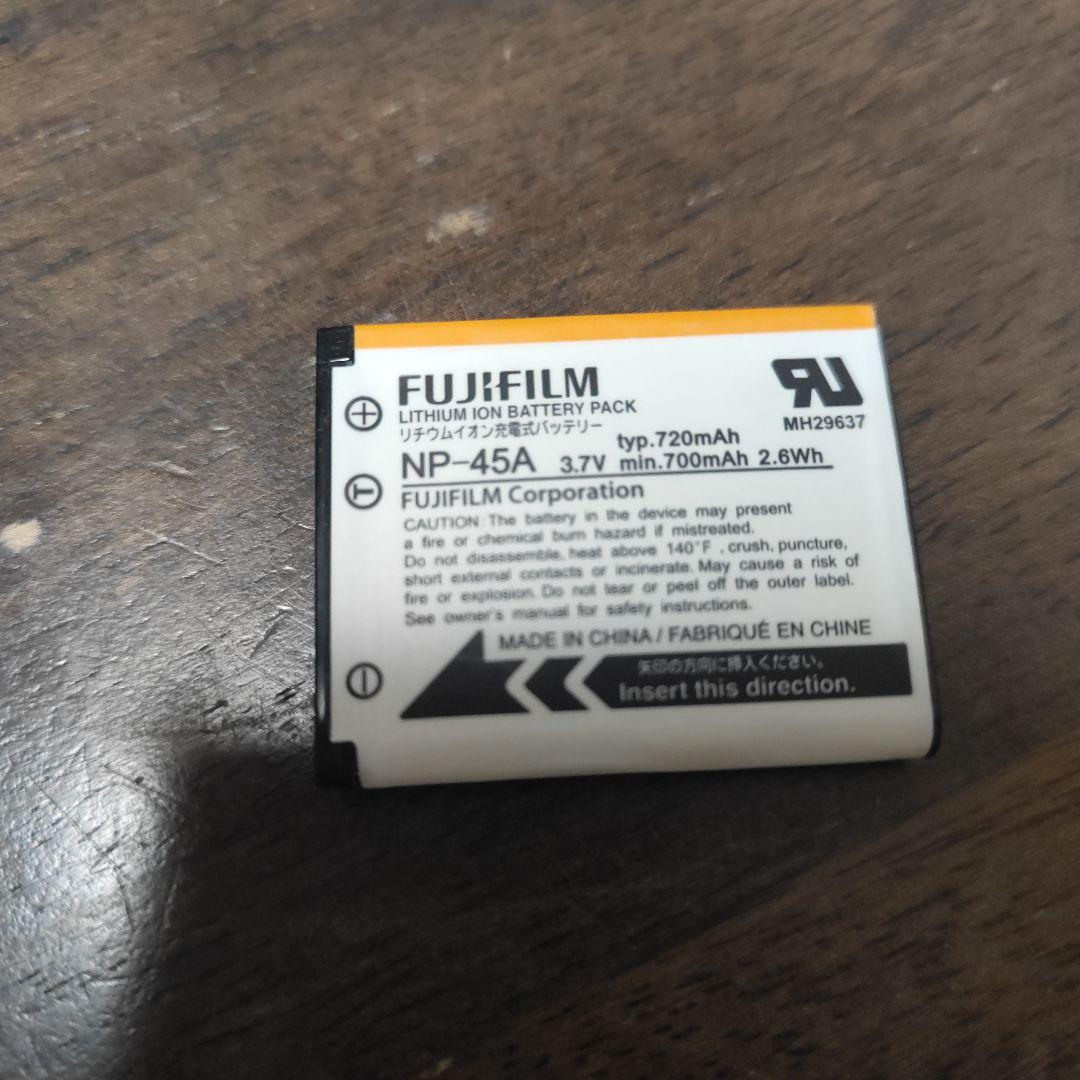 FUJIFILM
LITHIUM ION BATTERY PACK
リチウムイオン充電式バッテリー
NP-45A 3.7V typ.720mAh min.700mAh 2.6Wh
RU
MH29637
FUJIFILM Corporation
CAUTION: The battery in the device may present
a fire or chemical burn hazard if mistreated.
Do not disassemble, heat above 140°F , crush, puncture,
short external contacts or incinerate. May cause a risk of
fire or explosion. Do not tear or peel off the outer label.
See owner's manual for safety instructions.
MADE IN CHINA / FABRIQUÉ EN CHINE
矢印の方向に挿入ください。
Insert this direction.
+
T
−